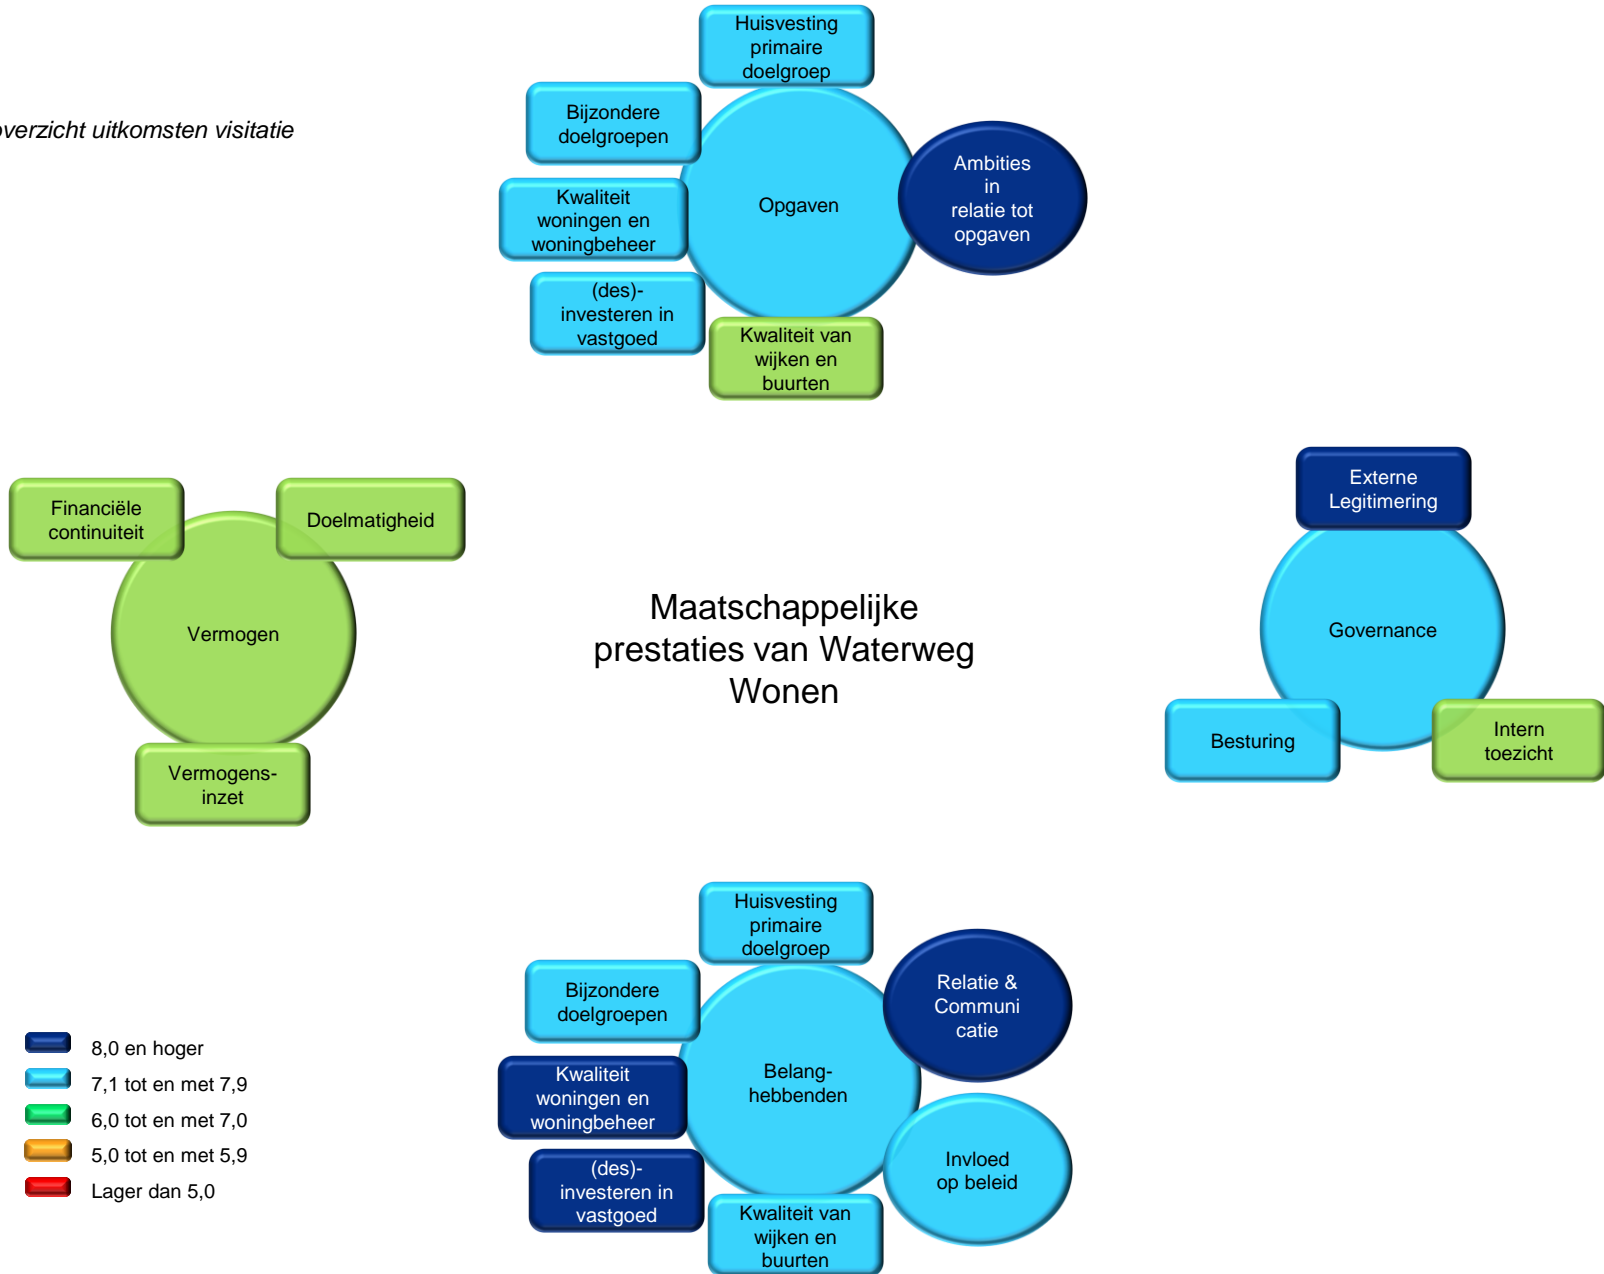 overzicht uitkomsten visitatie
Huisvesting
primaire
doelgroep
Bijzondere
doelgroepen
Kwaliteit
woningen en
woningbeheer
(des)-
investeren in
vastgoed
Kwaliteit van
wijken en
buurten
Opgaven
Ambities
in
relatie tot
opgaven
Financiële
continuiteit
Doelmatigheid
Vermogen
Vermogens-
inzet
Maatschappelijke
prestaties van Waterweg
Wonen
Externe
Legitimering
Governance
Besturing
Intern
toezicht
Huisvesting
primaire
doelgroep
Bijzondere
doelgroepen
Kwaliteit
woningen en
woningbeheer
(des)-
investeren in
vastgoed
Kwaliteit van
wijken en
buurten
Belang-
hebbenden
Relatie &
Communi
catie
Invloed
op beleid
8,0 en hoger
7,1 tot en met 7,9
6,0 tot en met 7,0
5,0 tot en met 5,9
Lager dan 5,0